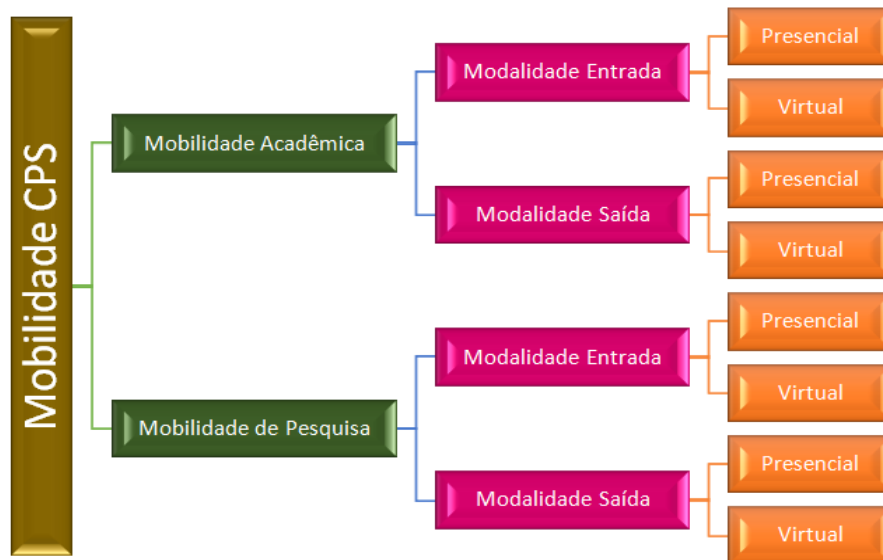 Mobilidade CPS
Mobilidade Acadêmica
Modalidade Entrada
Presencial
Virtual
Modalidade Saída
Presencial
Virtual
Mobilidade de Pesquisa
Modalidade Entrada
Presencial
Virtual
Modalidade Saída
Presencial
Virtual